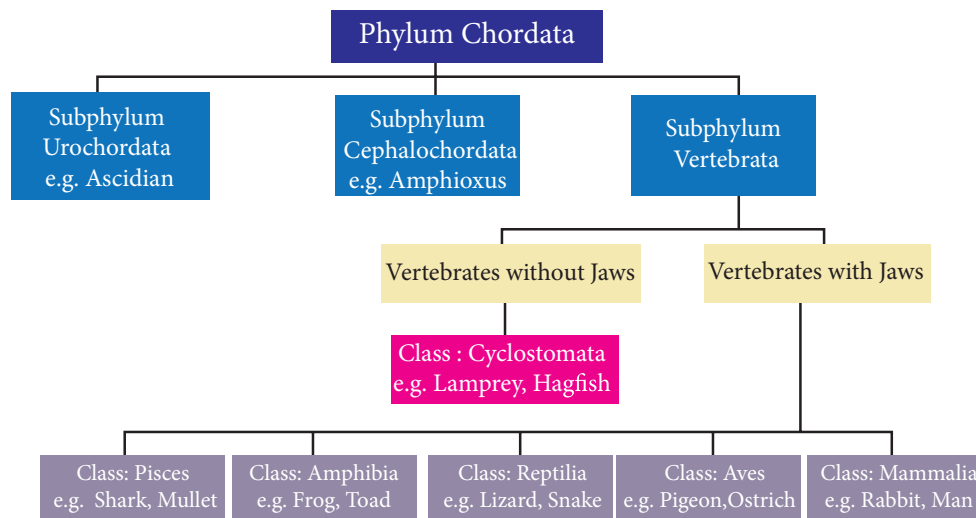 Phylum Chordata
Subphylum
Urochordata
e.g. Ascidian
Subphylum
Cephalochordata
e.g. Amphioxus
Subphylum
Vertebrata
Vertebrates without Jaws
Vertebrates with Jaws
Class : Cyclostomata
e.g. Lamprey, Hagfish
Class: Pisces
e.g. Shark, Mullet
Class: Amphibia
e.g. Frog, Toad
Class: Reptilia
e.g. Lizard, Snake
Class: Aves
e.g. Pigeon,Ostrich
Class: Mammalia
e.g. Rabbit, Man